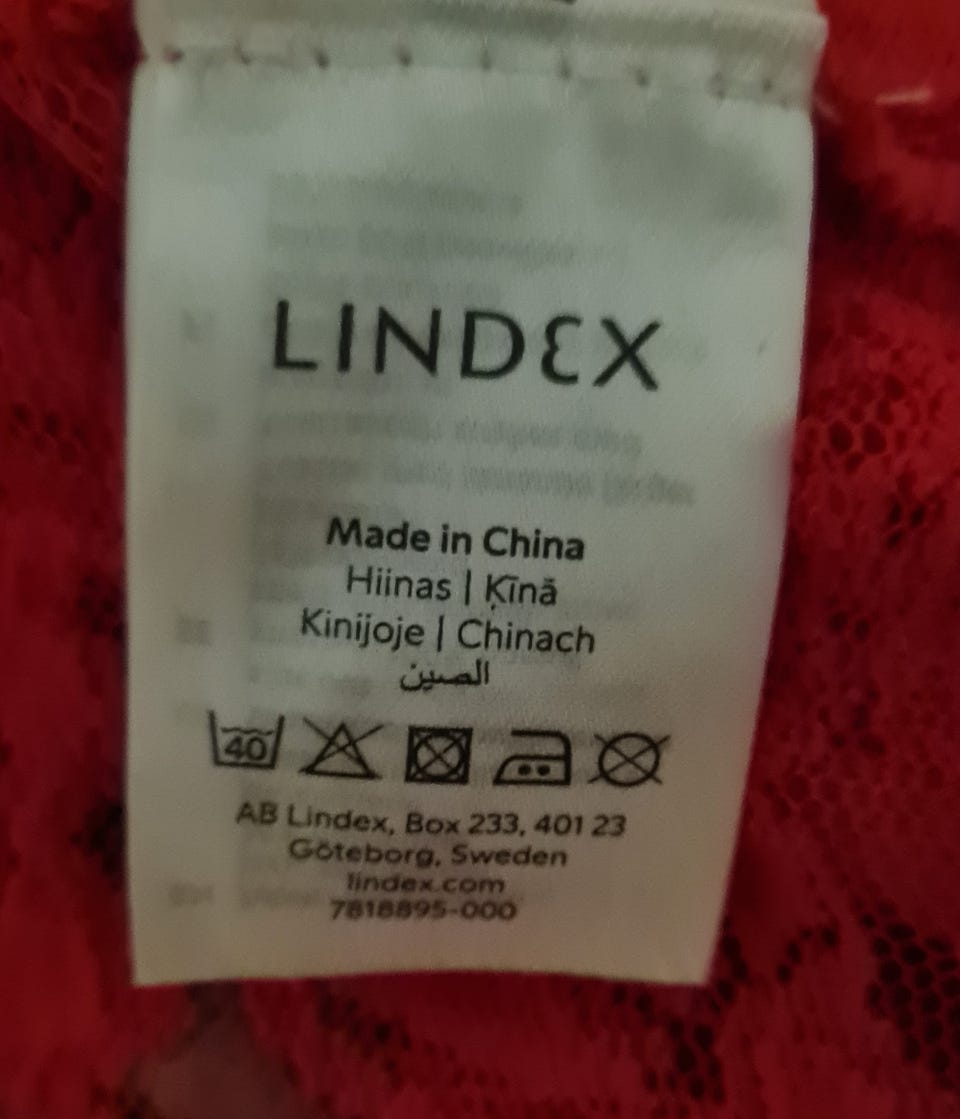 LINDEX
Made in China
Hiinas | Ķīnā
Kinijoje | Chinach
الصين
40
AB Lindex, Box 233, 401 23
Göteborg, Sweden
lindex.com
7818895-000